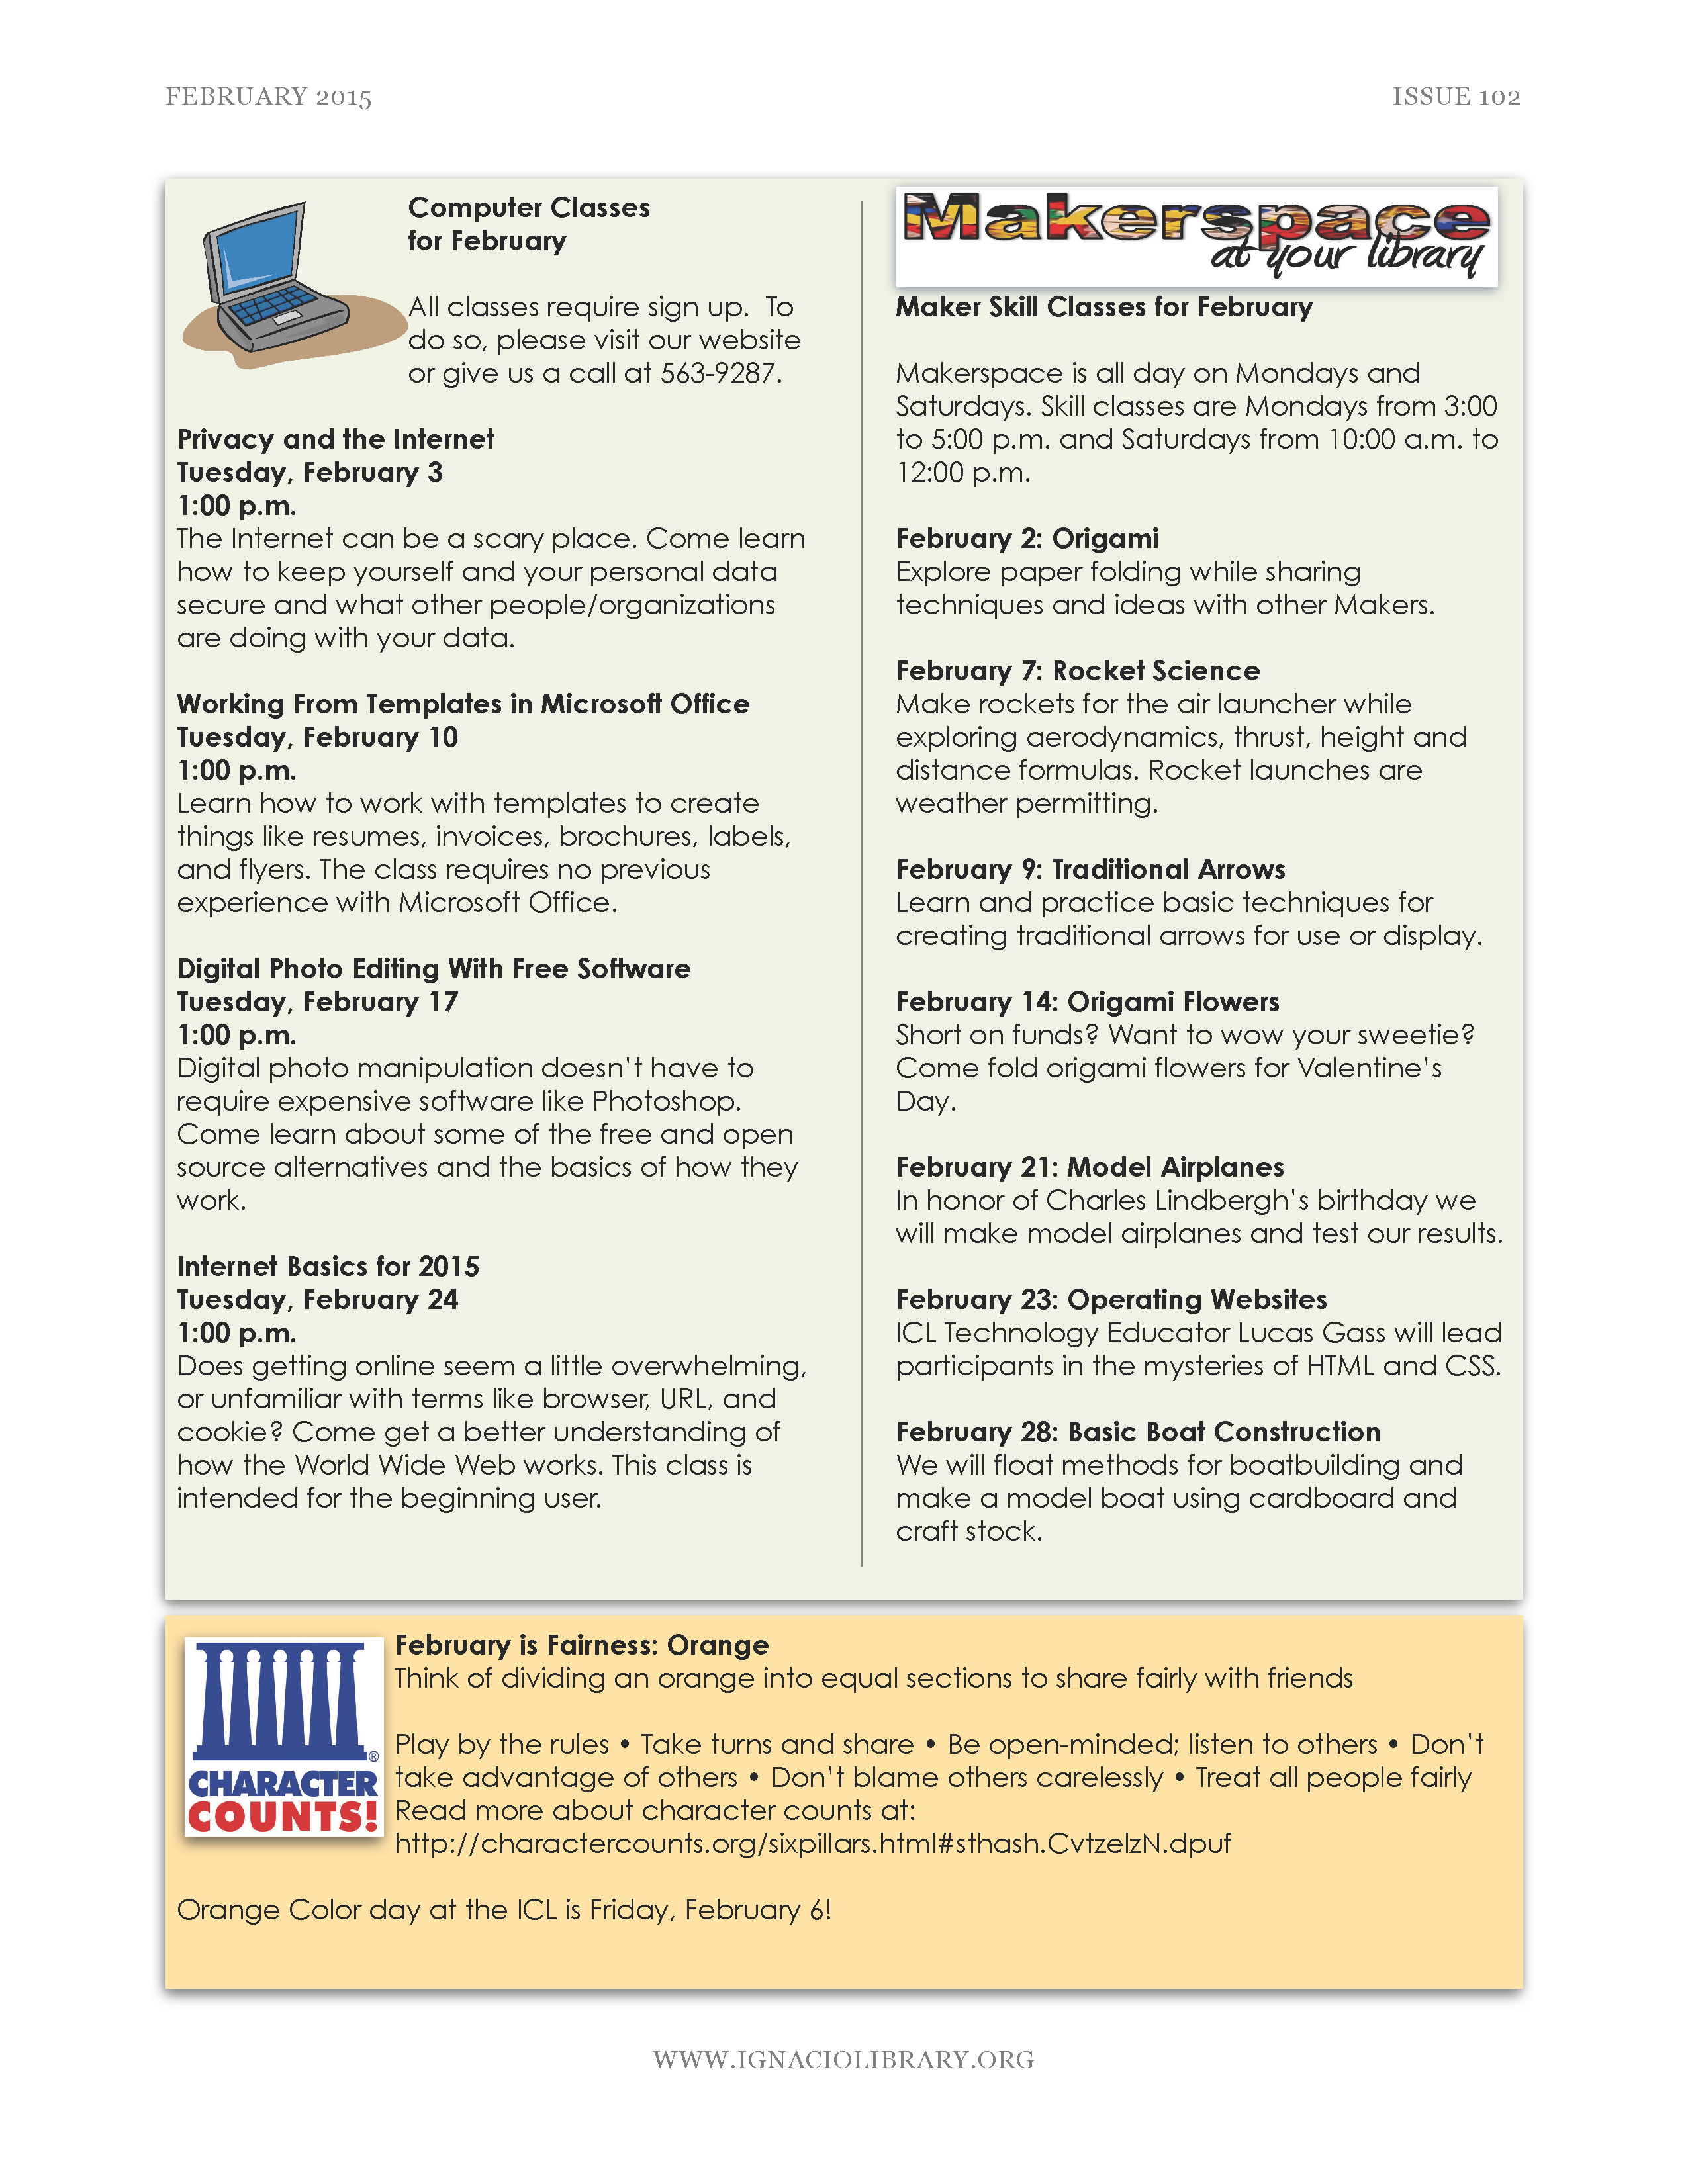 FEBRUARY 2015
ISSUE 102
Computer Classes
for February
All classes require sign up.  To
do so, please visit our website
or give us a call at 563-9287.
Privacy and the Internet
Tuesday, February 3
1:00 p.m.
The Internet can be a scary place. Come learn
how to keep yourself and your personal data
secure and what other people/organizations
are doing with your data.
Working From Templates in Microsoft Office
Tuesday, February 10
1:00 p.m.
Learn how to work with templates to create
things like resumes, invoices, brochures, labels,
and flyers. The class requires no previous
experience with Microsoft Office.
Digital Photo Editing With Free Software
Tuesday, February 17
1:00 p.m.
Digital photo manipulation doesn't have to
require expensive software like Photoshop.
Come learn about some of the free and open
source alternatives and the basics of how they
work.
Internet Basics for 2015
Tuesday, February 24
1:00 p.m.
Does getting online seem a little overwhelming,
or unfamiliar with terms like browser, URL, and
cookie? Come get a better understanding of
how the World Wide Web works. This class is
intended for the beginning user.
Makerspace
at your library
Maker Skill Classes for February
Makerspace is all day on Mondays and
Saturdays. Skill classes are Mondays from 3:00
to 5:00 p.m. and Saturdays from 10:00 a.m. to
12:00 p.m.
February 2: Origami
Explore paper folding while sharing
techniques and ideas with other Makers.
February 7: Rocket Science
Make rockets for the air launcher while
exploring aerodynamics, thrust, height and
distance formulas. Rocket launches are
weather permitting.
February 9: Traditional Arrows
Learn and practice basic techniques for
creating traditional arrows for use or display.
February 14: Origami Flowers
Short on funds? Want to wow your sweetie?
Come fold origami flowers for Valentine's
Day.
February 21: Model Airplanes
In honor of Charles Lindbergh's birthday we
will make model airplanes and test our results.
February 23: Operating Websites
ICL Technology Educator Lucas Gass will lead
participants in the mysteries of HTML and CSS.
February 28: Basic Boat Construction
We will float methods for boatbuilding and
make a model boat using cardboard and
craft stock.
®
CHARACTER
COUNTS!
February is Fairness: Orange
Think of dividing an orange into equal sections to share fairly with friends
Play by the rules • Take turns and share • Be open-minded; listen to others • Don't
take advantage of others • Don't blame others carelessly • Treat all people fairly
Read more about character counts at:
http://charactercounts.org/sixpillars.html#sthash.CvtzelzN.dpuf
Orange Color day at the ICL is Friday, February 6!
WWW.IGNACIOLIBRARY.ORG